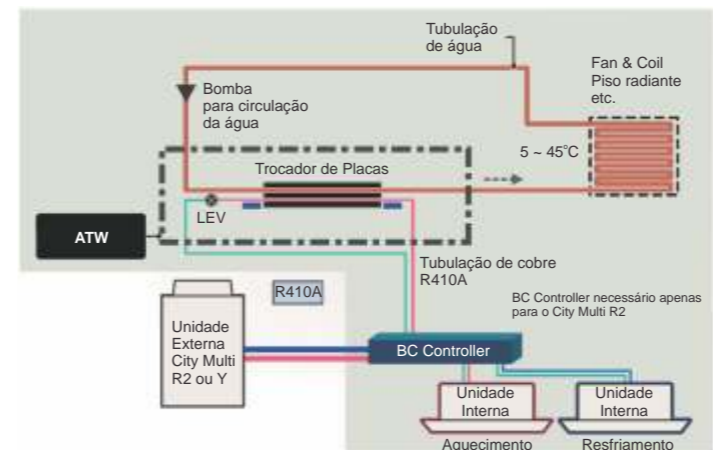 Tubulação
de água
Fan & Coil
Piso radiante
etc.
Bomba
para circulação
da água
5 ~ 45°C
Trocador de Placas
LEV
ATW
Tubulação de cobre
R410A
R410A
BC Controller necessário apenas
para o City Multi R2
Unidade
Externa
City Multi
R2 ou Y
BC Controller
Unidade
Interna
Unidade
Interna
Aquecimento
Resfriamento